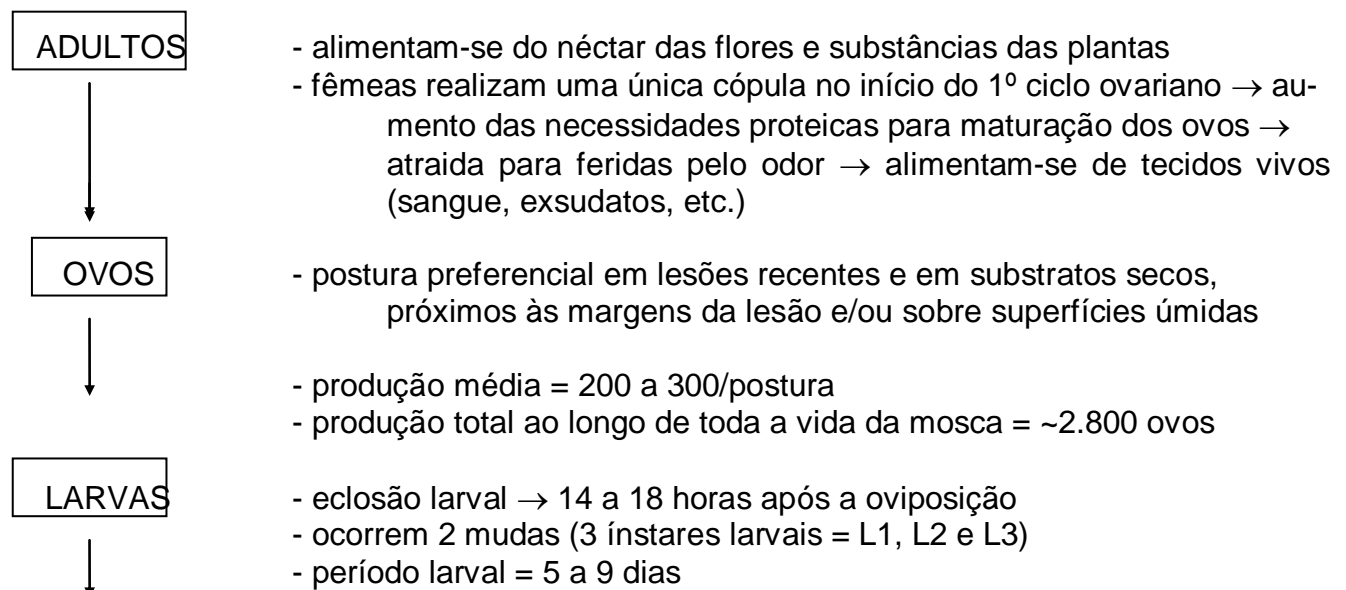 ADULTOS - alimentam-se do néctar das flores e substâncias das plantas
- fêmeas realizam uma única cópula no início do 1º ciclo ovariano → au-
mento das necessidades proteicas para maturação dos ovos →
atraida para feridas pelo odor → alimentam-se de tecidos vivos
(sangue, exsudatos, etc.)
OVOS - postura preferencial em lesões recentes e em substratos secos,
próximos às margens da lesão e/ou sobre superfícies úmidas
- produção média = 200 a 300/postura
- produção total ao longo de toda a vida da mosca = ~2.800 ovos
LARVAS - eclosão larval → 14 a 18 horas após a oviposição
- ocorrem 2 mudas (3 ínstares larvais = L1, L2 e L3)
- período larval = 5 a 9 dias